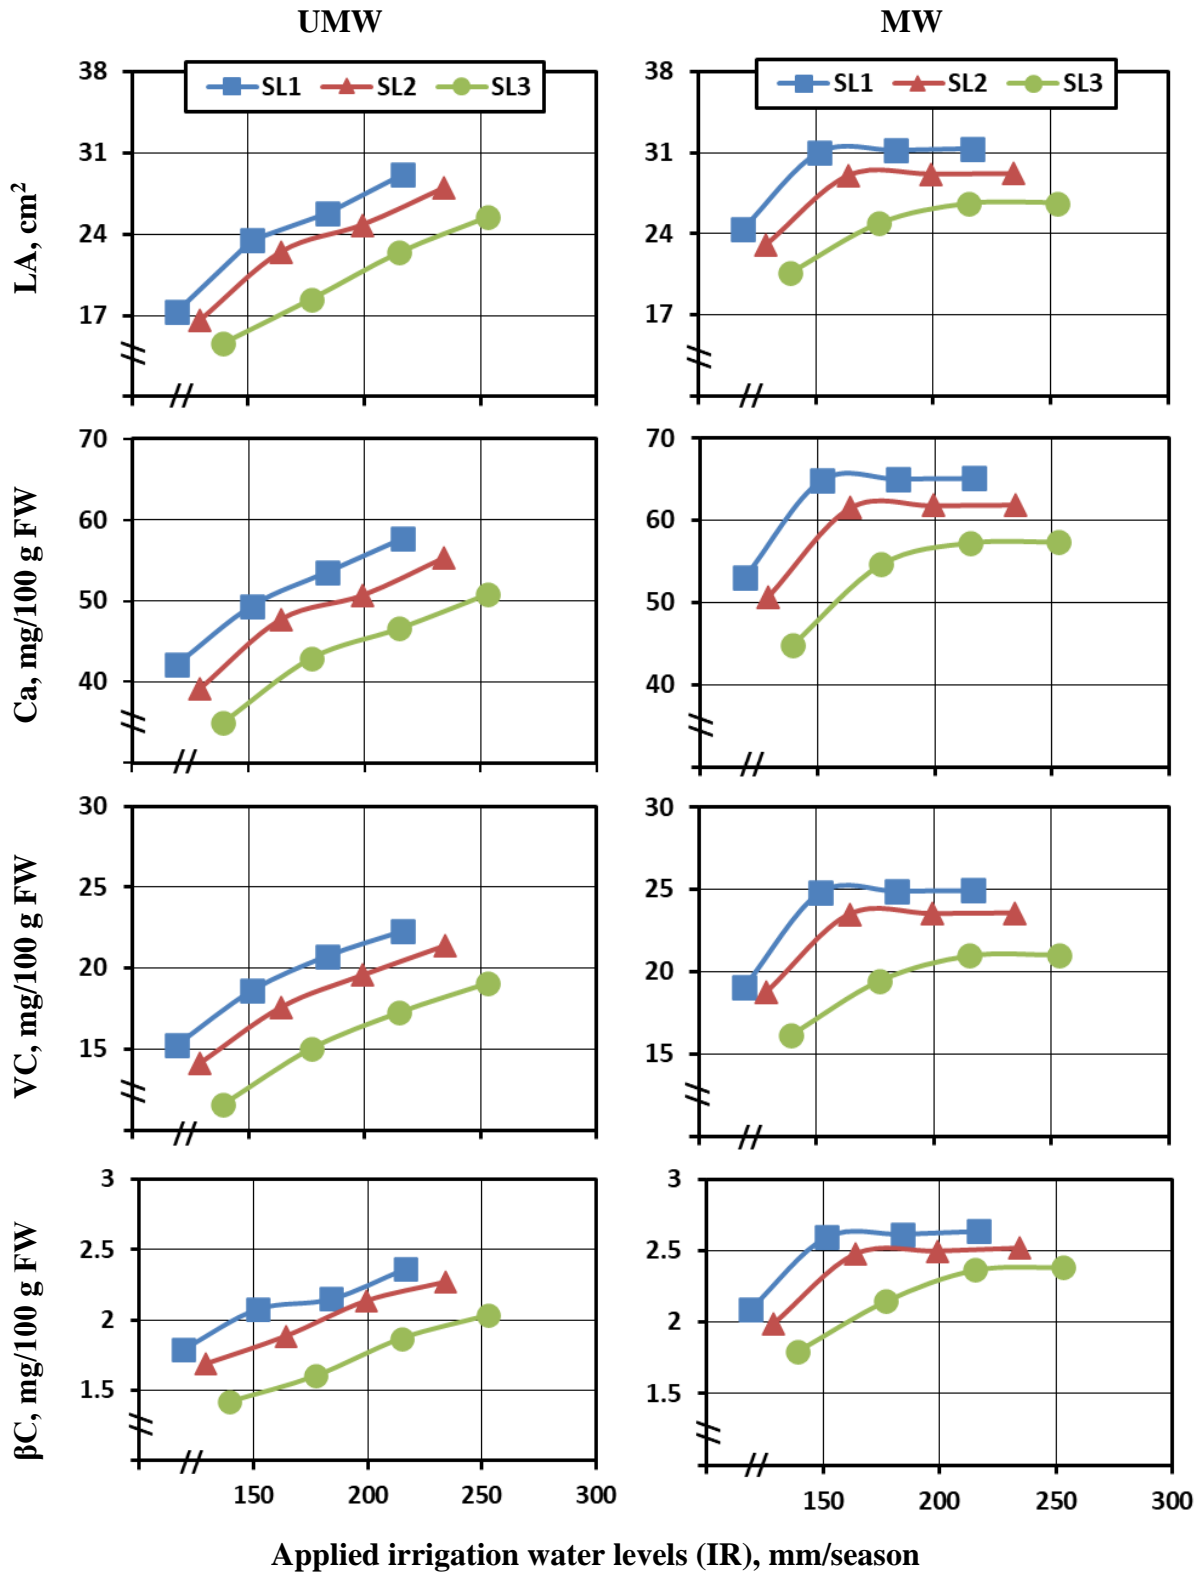 UMW
MW
SL1 SL2 SL3
SL1 SL2 SL3
LA, cm²
38
31
24
17
38
31
24
17
Ca, mg/100 g FW
70
60
50
40
70
60
50
40
VC, mg/100 g FW
30
25
20
15
30
25
20
15
βC, mg/100 g FW
3
2.5
2
1.5
3
2.5
2
1.5
150 200 250 300
150 200 250 300
Applied irrigation water levels (IR), mm/season